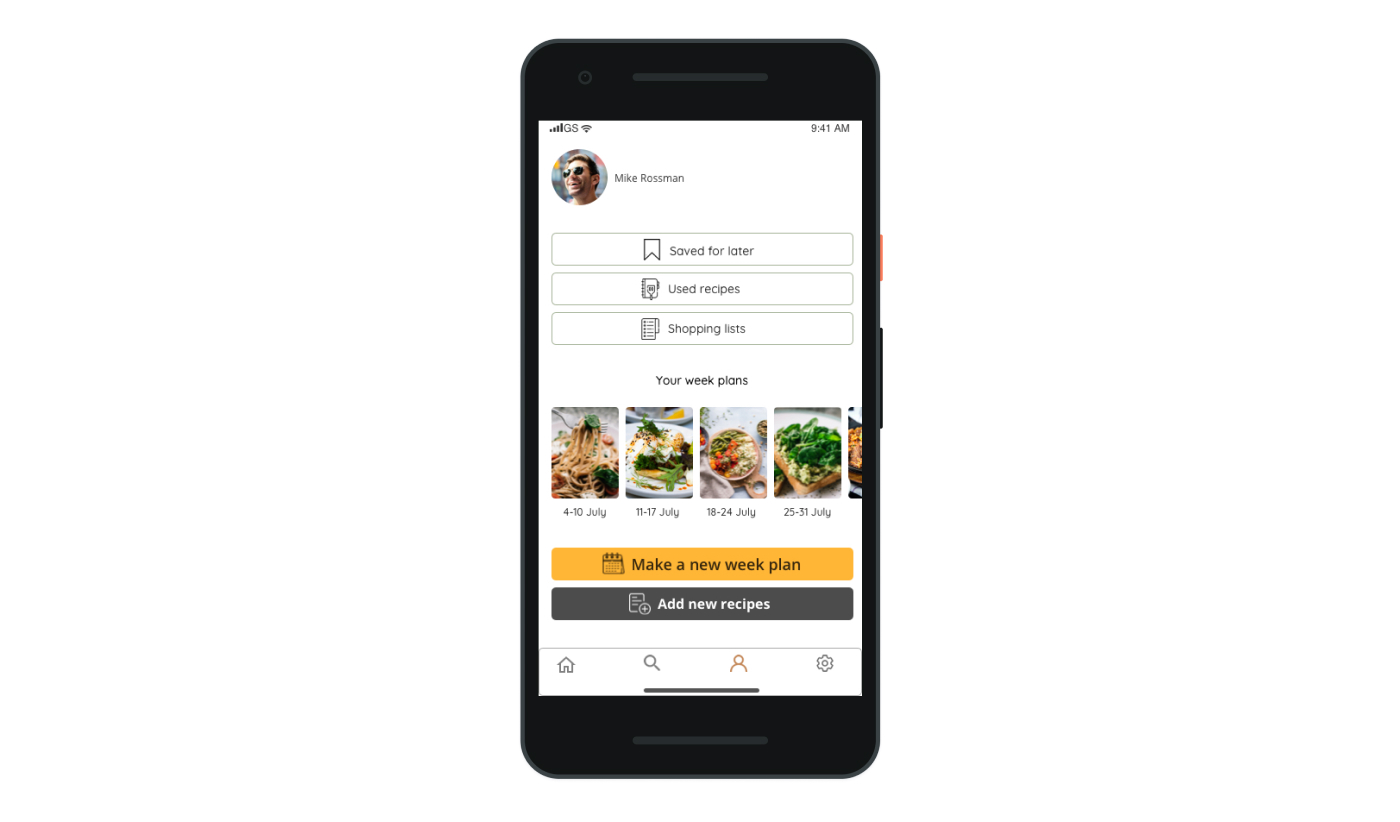 GS 9:41 AM
Mike Rossman
Saved for later
Used recipes
Shopping lists
Your week plans
4-10 July 11-17 July 18-24 July 25-31 July
Make a new week plan
Add new recipes